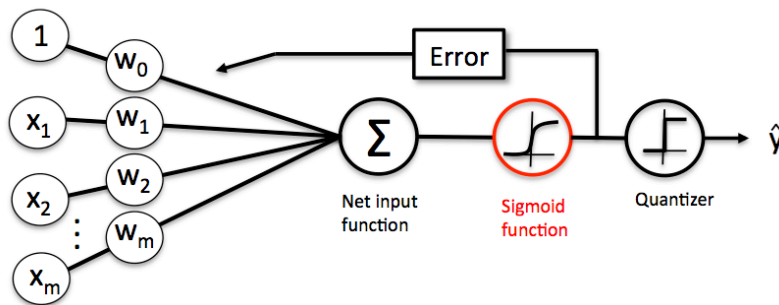 1
w₀
Error
x₁
w₁
Σ
ŷ
x₂
w₂
⋮
wₘ
xₘ
Net input
function
Sigmoid
function
Quantizer